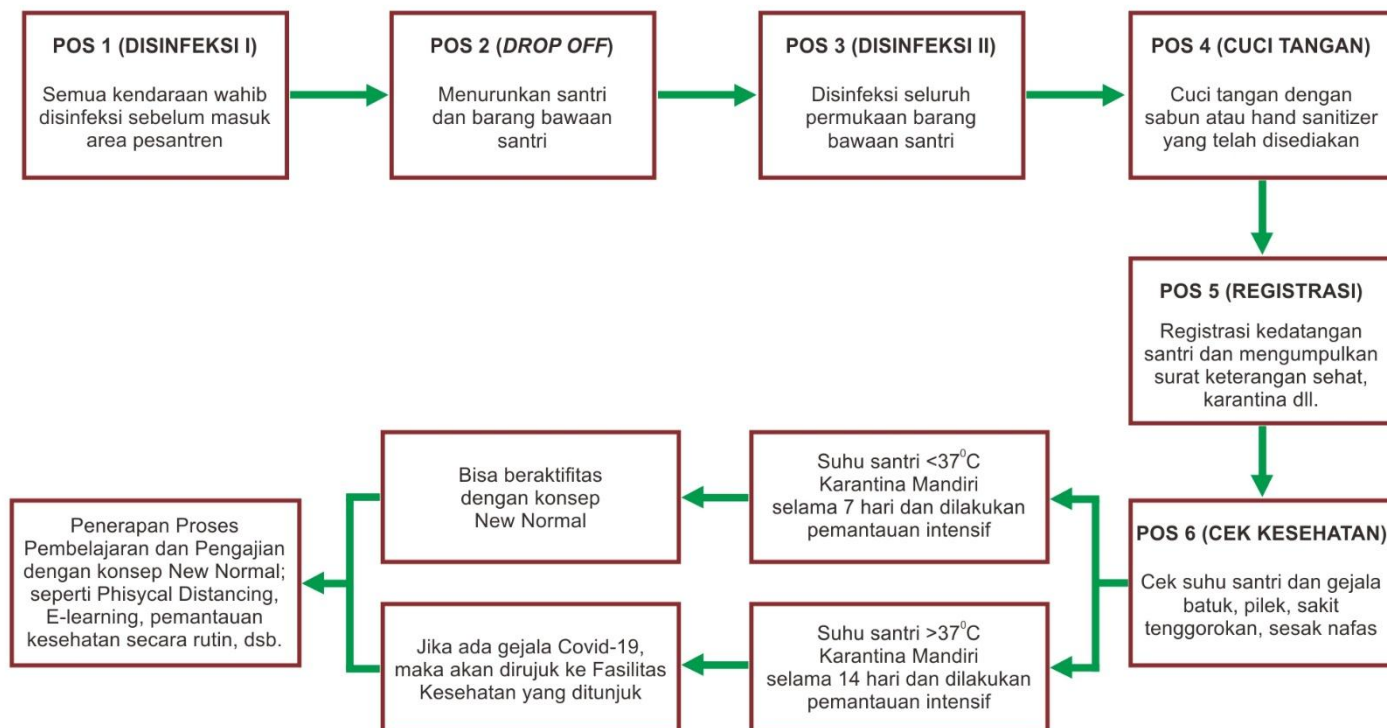 POS 1 (DISINFEKSI I)
Semua kendaraan wahib
disinfeksi sebelum masuk
area pesantren
POS 2 (DROP OFF)
Menurunkan santri
dan barang bawaan
santri
POS 3 (DISINFEKSI II)
Disinfeksi seluruh
permukaan barang
bawaan santri
POS 4 (CUCI TANGAN)
Cuci tangan dengan
sabun atau hand sanitizer
yang telah disediakan
POS 5 (REGISTRASI)
Registrasi kedatangan
santri dan mengumpulkan
surat keterangan sehat,
karantina dll.
POS 6 (CEK KESEHATAN)
Cek suhu santri dan gejala
batuk, pilek, sakit
tenggorokan, sesak nafas
Suhu santri <37⁰C
Karantina Mandiri
selama 7 hari dan dilakukan
pemantauan intensif
Bisa beraktifitas
dengan konsep
New Normal
Suhu santri >37⁰C
Karantina Mandiri
selama 14 hari dan dilakukan
pemantauan intensif
Jika ada gejala Covid-19,
maka akan dirujuk ke Fasilitas
Kesehatan yang ditunjuk
Penerapan Proses
Pembelajaran dan Pengajian
dengan konsep New Normal;
seperti Phisycal Distancing,
E-learning, pemantauan
kesehatan secara rutin, dsb.